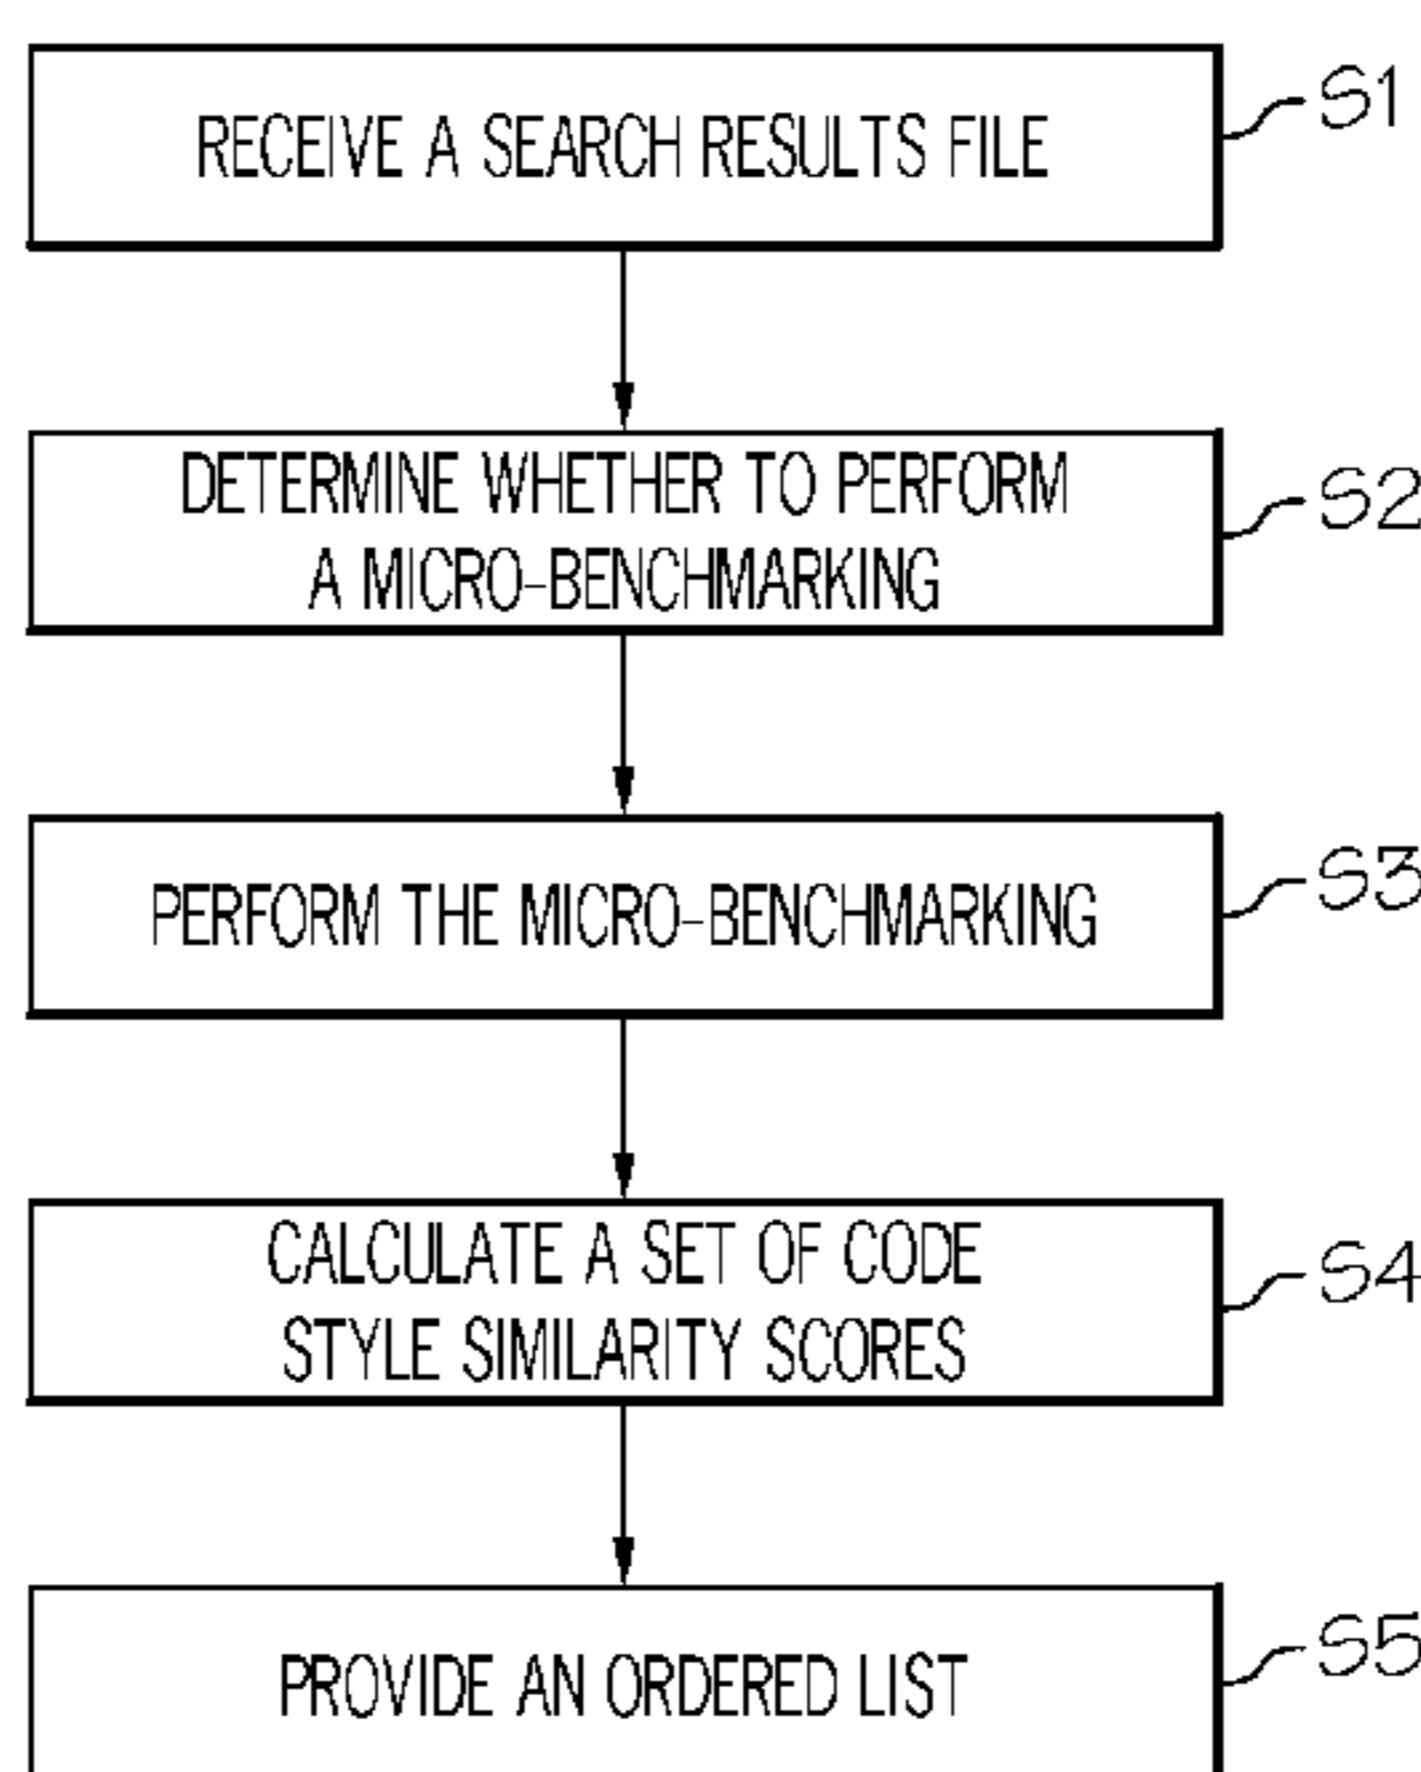 RECEIVE A SEARCH RESULTS FILE
S1
DETERMINE WHETHER TO PERFORM
A MICRO-BENCHMARKING
S2
PERFORM THE MICRO-BENCHMARKING
S3
CALCULATE A SET OF CODE
STYLE SIMILARITY SCORES
S4
PROVIDE AN ORDERED LIST
S5